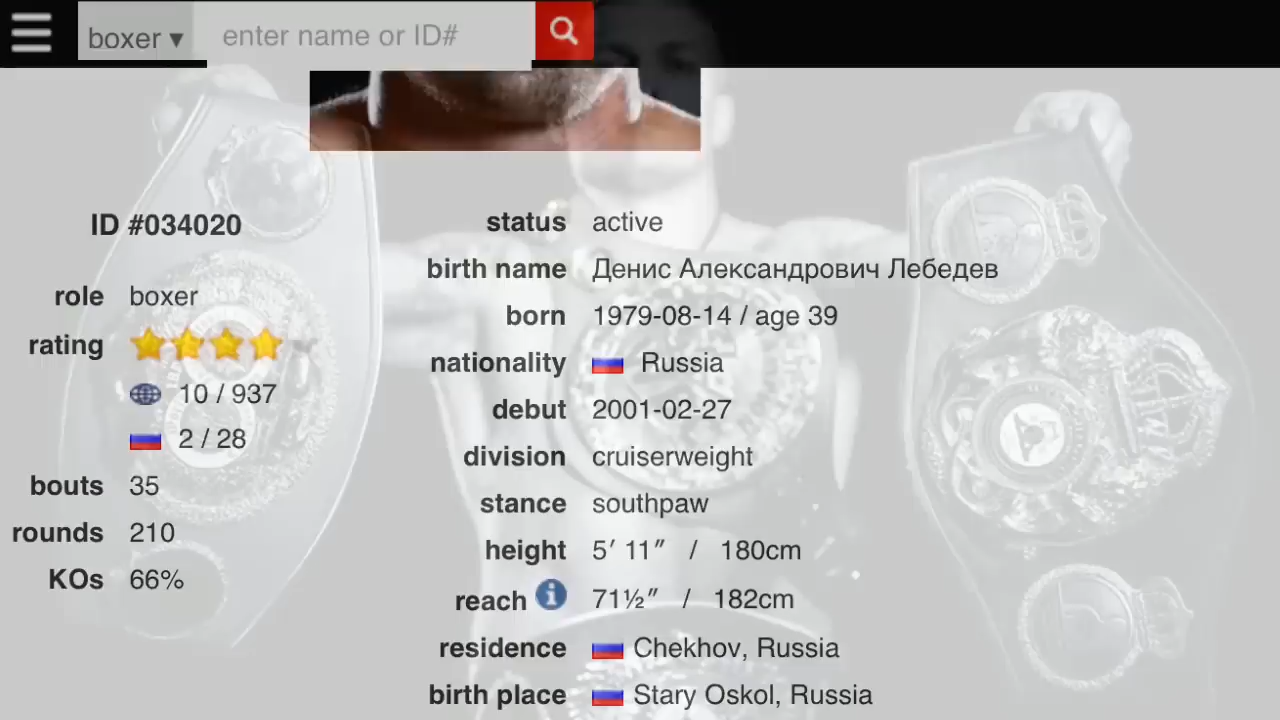 boxer ▾ enter name or ID#
ID #034020
role boxer
rating
10 / 937
2 / 28
bouts 35
rounds 210
KOs 66%
status active
birth name Денис Александрович Лебедев
born 1979-08-14 / age 39
nationality Russia
debut 2001-02-27
division cruiserweight
stance southpaw
height 5′ 11″ / 180cm
reach 71½″ / 182cm
residence Chekhov, Russia
birth place Stary Oskol, Russia